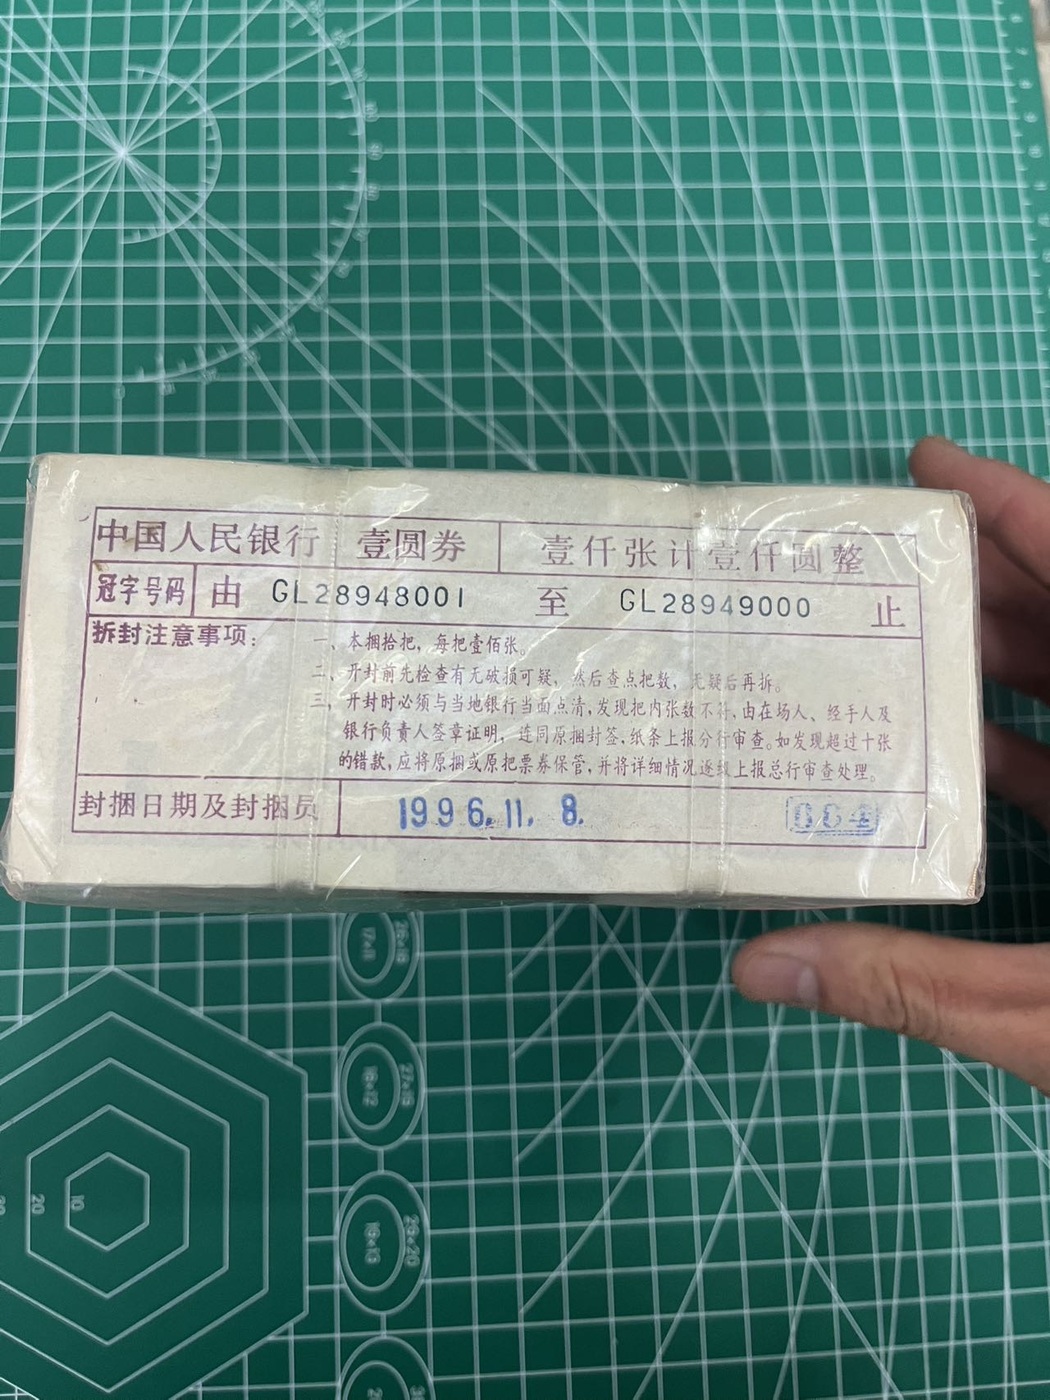 中国人民银行 壹圆券 壹仟张计壹仟圆整
冠字号码 由 GL28948001 至 GL28949000 止
拆封注意事项：
一、本捆拾把，每把壹佰张。
二、开封前先检查有无破损可疑，然后查点把数，无疑后再拆。
三、开封时必须与当地银行当面点清，发现把内张数不符，由在场人、经手人及
银行负责人签章证明，连同原捆封签，纸条上报分行审查。如发现超过十张
的错款，应将原捆或原把票券保管，并将详细情况逐级上报总行审查处理。
封捆日期及封捆员 1996.11. 8.
10
20